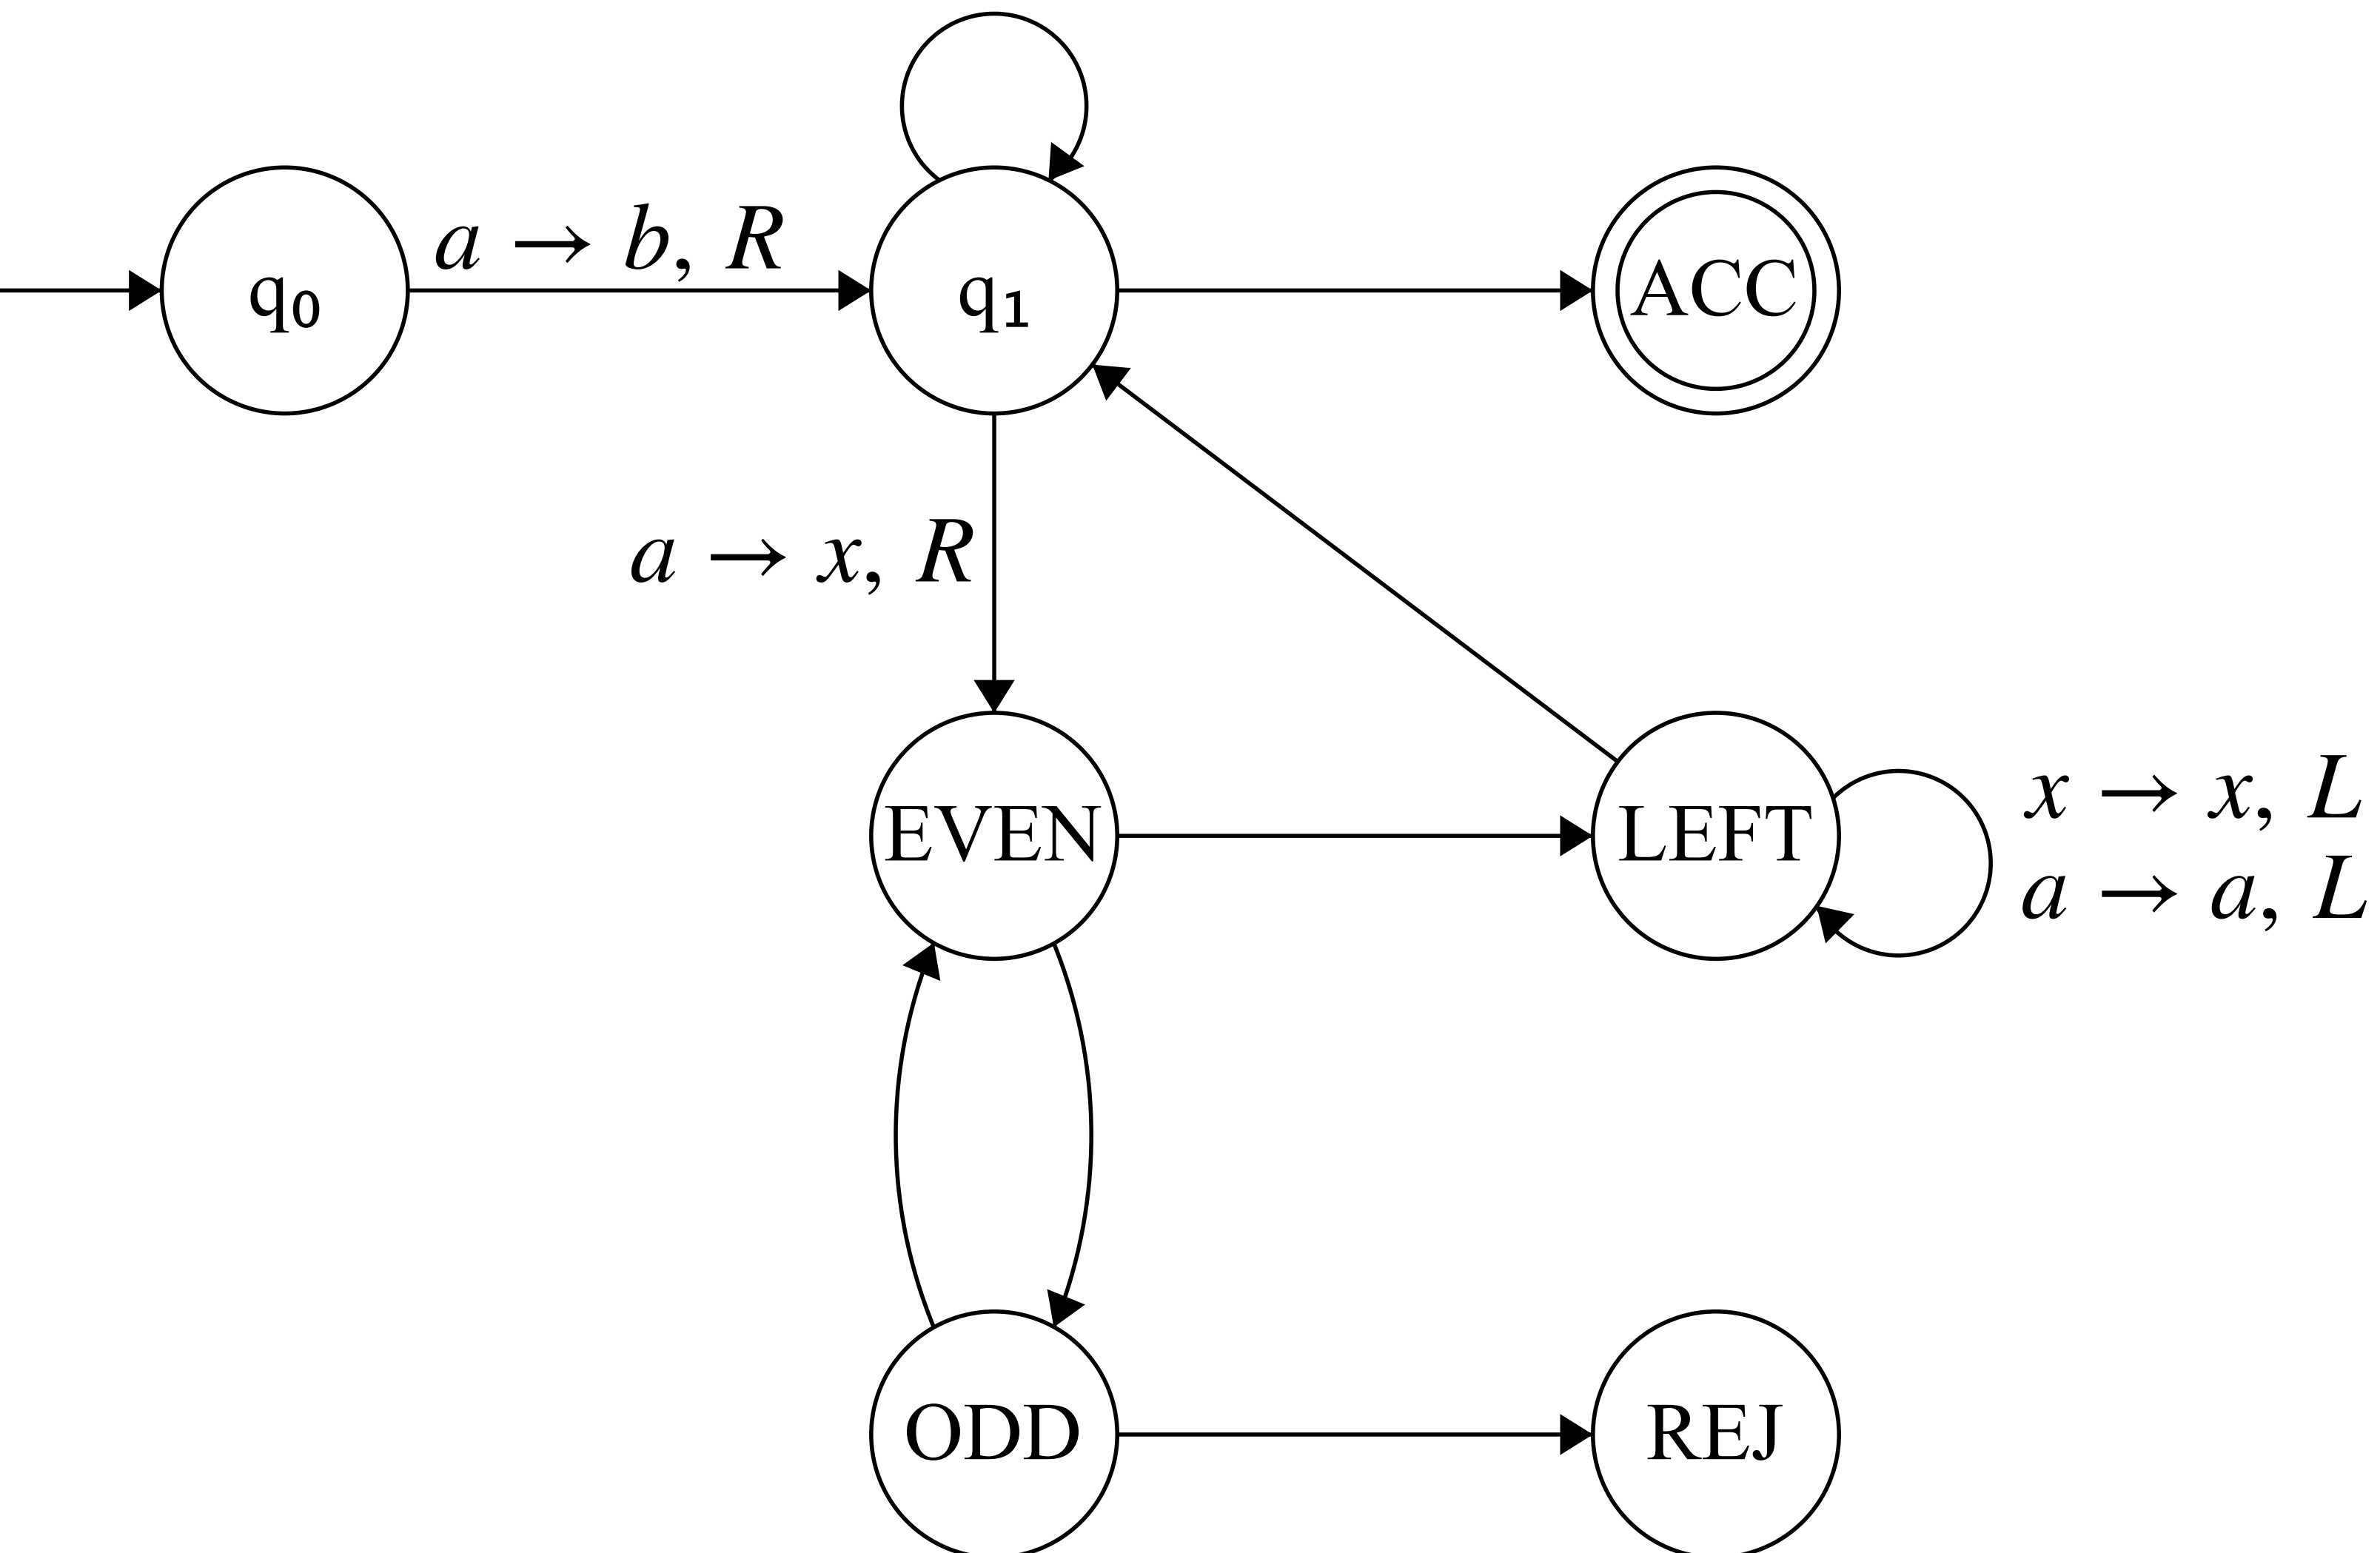 a → b, R
q₀
q₁
ACC
a → x, R
x → x, L
EVEN
LEFT
a → a, L
ODD
REJ